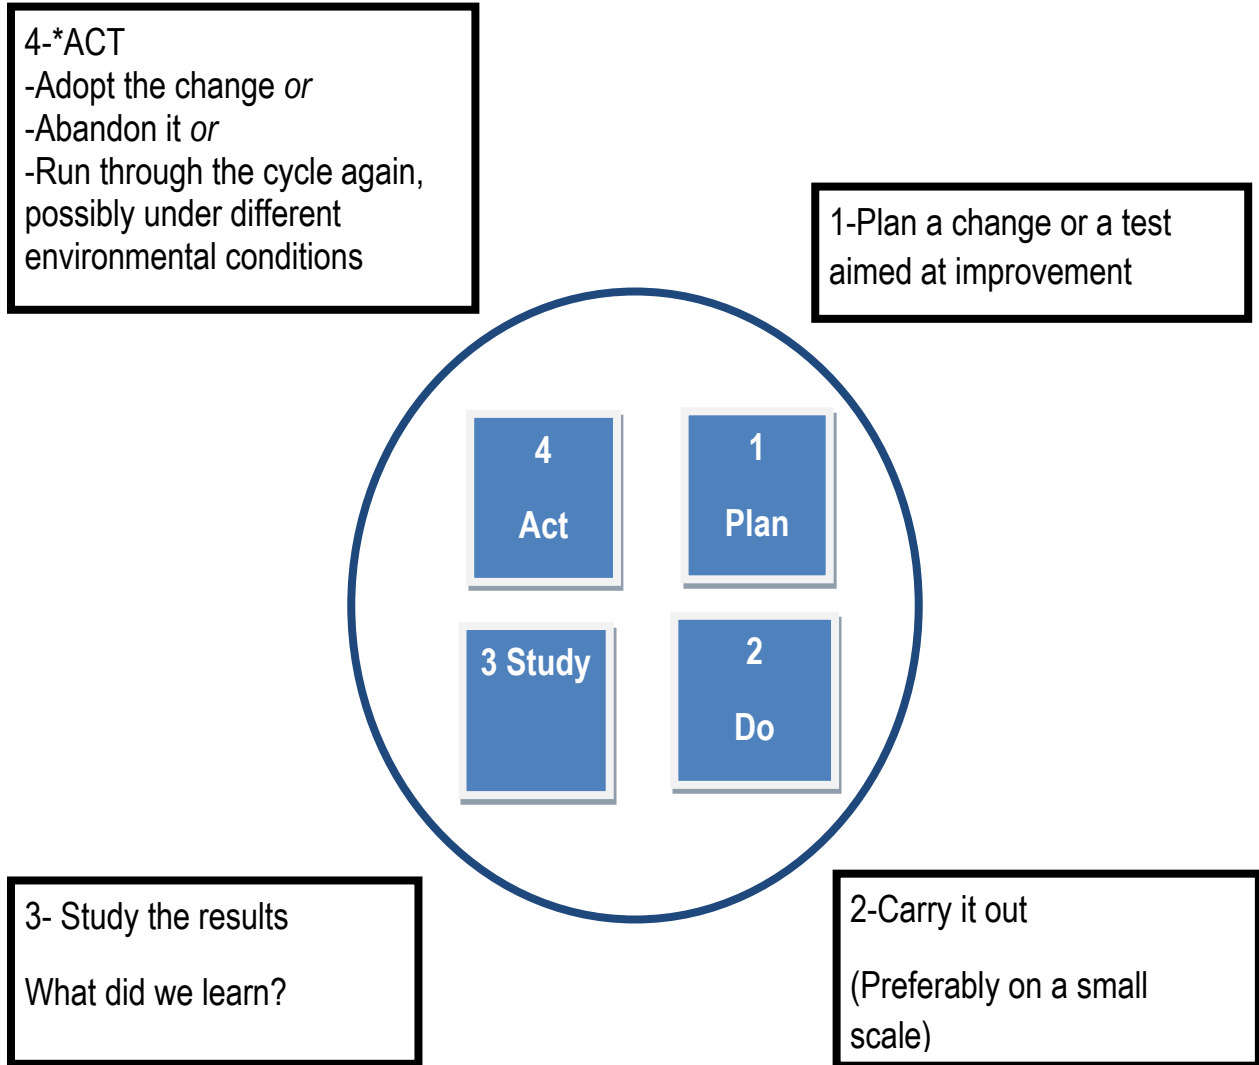 4-*ACT
-Adopt the change or
-Abandon it or
-Run through the cycle again,
possibly under different
environmental conditions
1-Plan a change or a test
aimed at improvement
4
Act
1
Plan
3 Study
2
Do
3- Study the results
What did we learn?
2-Carry it out
(Preferably on a small
scale)